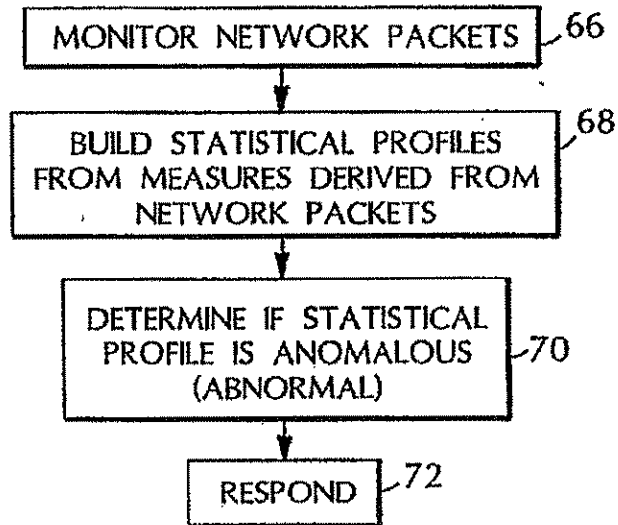 MONITOR NETWORK PACKETS
66
BUILD STATISTICAL PROFILES
FROM MEASURES DERIVED FROM
NETWORK PACKETS
68
DETERMINE IF STATISTICAL
PROFILE IS ANOMALOUS
(ABNORMAL)
70
RESPOND
72